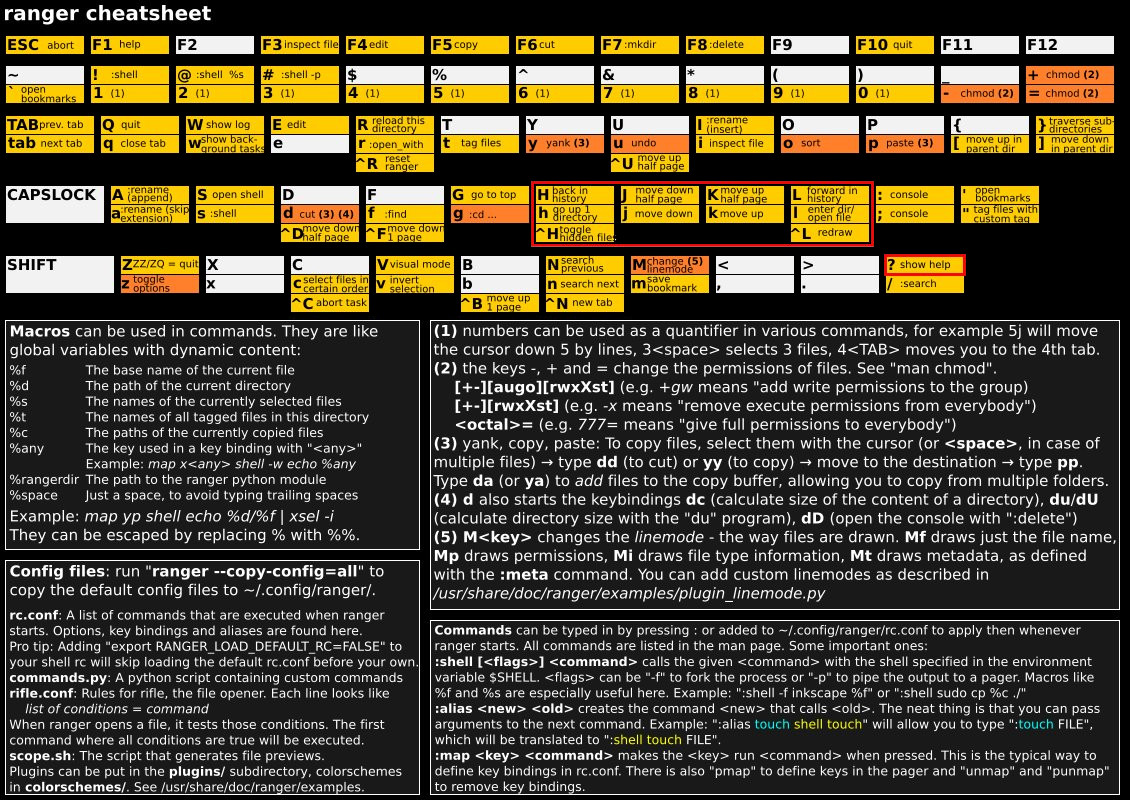 ranger cheatsheet
ESC abort F1 help F2 F3 inspect file F4 edit F5 copy F6 cut F7 :mkdir F8 :delete F9 F10 quit F11 F12
~ ! :shell @ :shell %s # :shell -p $ % ^ & * ( ) _ + chmod (2)
` open bookmarks 1 (1) 2 (1) 3 (1) 4 (1) 5 (1) 6 (1) 7 (1) 8 (1) 9 (1) 0 (1) - chmod (2) = chmod (2)
TAB prev. tab Q quit W show log E edit R reload this directory T Y U I :rename (insert) O P { } traverse sub-directories
tab next tab q close tab w show back-ground tasks e r :open_with t tag files y yank (3) u undo i inspect file o sort p paste (3) [ move up in parent dir ] move down in parent dir
^R reset ranger ^U move up half page
CAPSLOCK A :rename (append) S open shell D F G go to top H back in history J move down half page K move up half page L forward in history : console ' open bookmarks
a :rename (skip extension) s :shell d cut (3) (4) f :find g :cd ... h go up 1 directory j move down k move up l enter dir/ open file ; console " tag files with custom tag
^D move down half page ^F move down 1 page ^H toggle hidden files ^L redraw
SHIFT Z ZZ/ZQ = quit X C V visual mode B N search previous M change (5) linemode < > ? show help
z toggle options x c select files in certain order v invert selection b n search next m save bookmark , . / :search
^C abort task ^B move up 1 page ^N new tab
Macros can be used in commands. They are like
global variables with dynamic content:
%f The base name of the current file
%d The path of the current directory
%s The names of the currently selected files
%t The names of all tagged files in this directory
%c The paths of the currently copied files
%any The key used in a key binding with "<any>"
Example: map x<any> shell -w echo %any
%rangerdir The path to the ranger python module
%space Just a space, to avoid typing trailing spaces
Example: map yp shell echo %d/%f | xsel -i
They can be escaped by replacing % with %%.
Config files: run "ranger --copy-config=all" to
copy the default config files to ~/.config/ranger/.
rc.conf: A list of commands that are executed when ranger
starts. Options, key bindings and aliases are found here.
Pro tip: Adding "export RANGER_LOAD_DEFAULT_RC=FALSE" to
your shell rc will skip loading the default rc.conf before your own.
commands.py: A python script containing custom commands
rifle.conf: Rules for rifle, the file opener. Each line looks like
list of conditions = command
When ranger opens a file, it tests those conditions. The first
command where all conditions are true will be executed.
scope.sh: The script that generates file previews.
Plugins can be put in the plugins/ subdirectory, colorschemes
in colorschemes/. See /usr/share/doc/ranger/examples.
(1) numbers can be used as a quantifier in various commands, for example 5j will move
the cursor down 5 by lines, 3<space> selects 3 files, 4<TAB> moves you to the 4th tab.
(2) the keys -, + and = change the permissions of files. See "man chmod".
[+-][augo][rwxXst] (e.g. +gw means "add write permissions to the group)
[+-][rwxXst] (e.g. -x means "remove execute permissions from everybody")
<octal>= (e.g. 777= means "give full permissions to everybody")
(3) yank, copy, paste: To copy files, select them with the cursor (or <space>, in case of
multiple files) → type dd (to cut) or yy (to copy) → move to the destination → type pp.
Type da (or ya) to add files to the copy buffer, allowing you to copy from multiple folders.
(4) d also starts the keybindings dc (calculate size of the content of a directory), du/dU
(calculate directory size with the "du" program), dD (open the console with ":delete")
(5) M<key> changes the linemode - the way files are drawn. Mf draws just the file name,
Mp draws permissions, Mi draws file type information, Mt draws metadata, as defined
with the :meta command. You can add custom linemodes as described in
/usr/share/doc/ranger/examples/plugin_linemode.py
Commands can be typed in by pressing : or added to ~/.config/ranger/rc.conf to apply then whenever
ranger starts. All commands are listed in the man page. Some important ones:
:shell [<flags>] <command> calls the given <command> with the shell specified in the environment
variable $SHELL. <flags> can be "-f" to fork the process or "-p" to pipe the output to a pager. Macros like
%f and %s are especially useful here. Example: ":shell -f inkscape %f" or ":shell sudo cp %c ./"
:alias <new> <old> creates the command <new> that calls <old>. The neat thing is that you can pass
arguments to the next command. Example: ":alias touch shell touch" will allow you to type ":touch FILE",
which will be translated to ":shell touch FILE".
:map <key> <command> makes the <key> run <command> when pressed. This is the typical way to
define key bindings in rc.conf. There is also "pmap" to define keys in the pager and "unmap" and "punmap"
to remove key bindings.